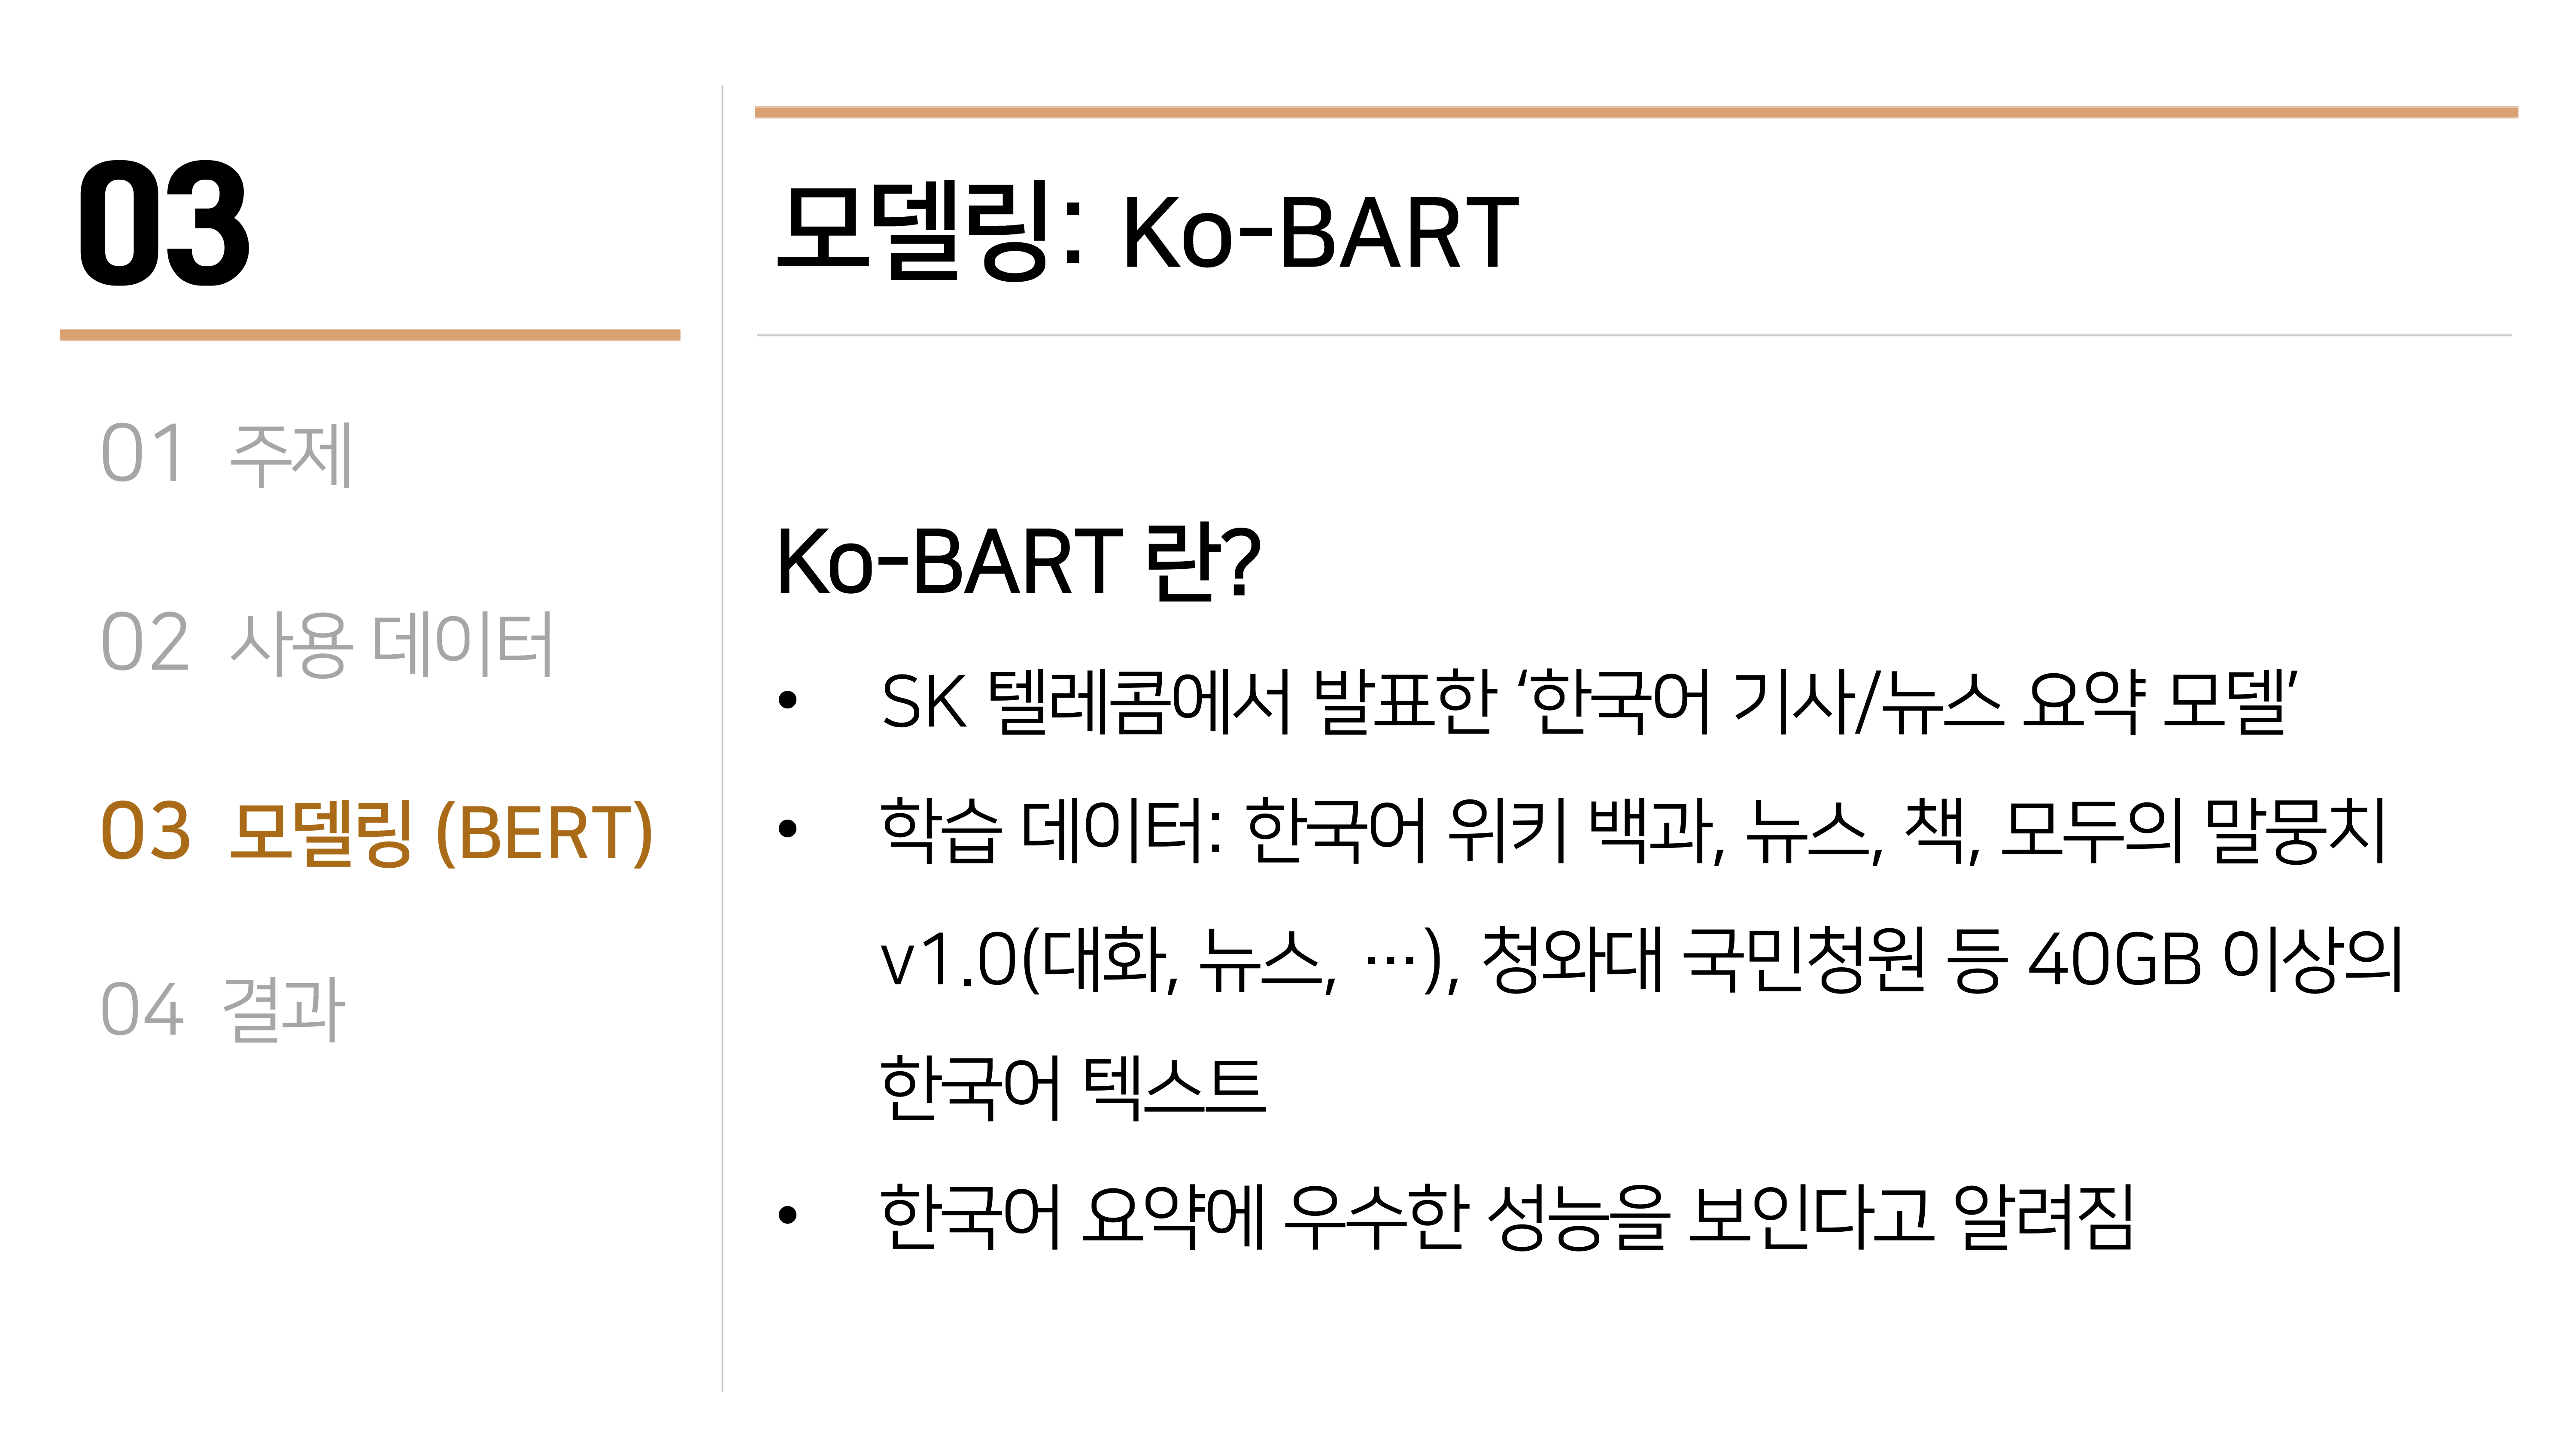 03
01 주제
02 사용 데이터
03 모델링 (BERT)
04 결과
모델링: Ko-BART
Ko-BART 란?
• SK 텔레콤에서 발표한 ‘한국어 기사/뉴스 요약 모델’
• 학습 데이터: 한국어 위키 백과, 뉴스, 책, 모두의 말뭉치
v1.0(대화, 뉴스, …), 청와대 국민청원 등 40GB 이상의
한국어 텍스트
• 한국어 요약에 우수한 성능을 보인다고 알려짐